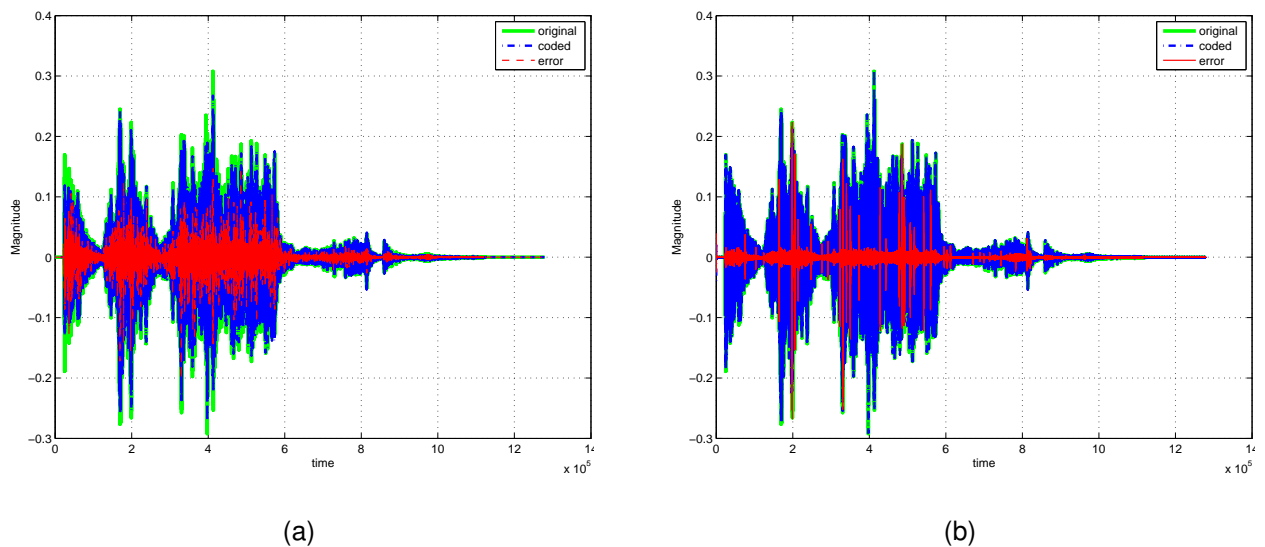 0.4
0.3
0.2
0.1
0
−0.1
−0.2
−0.3
Magnitude
0 2 4 6 8 10 12 14
x 10^5
time
original
coded
error
(a)
0.4
0.3
0.2
0.1
0
−0.1
−0.2
−0.3
Magnitude
0 2 4 6 8 10 12 14
x 10^5
time
original
coded
error
(b)